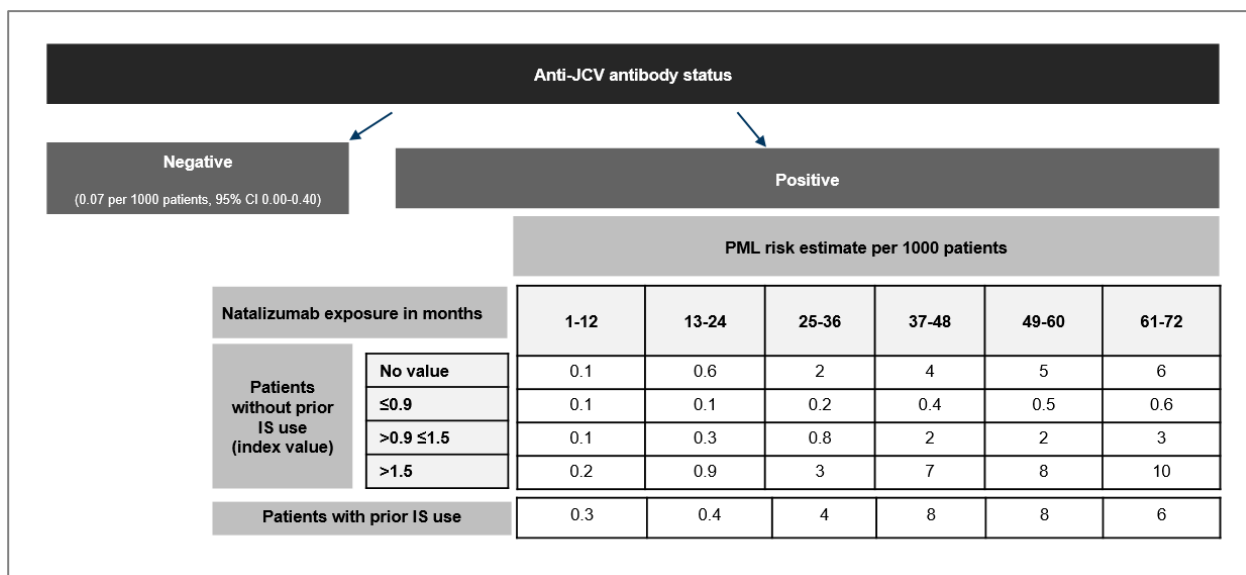 Anti-JCV antibody status
Negative
(0.07 per 1000 patients, 95% CI 0.00-0.40)
Positive
PML risk estimate per 1000 patients
Natalizumab exposure in months 1-12 13-24 25-36 37-48 49-60 61-72
Patients
without prior
IS use
(index value)
No value 0.1 0.6 2 4 5 6
≤0.9 0.1 0.1 0.2 0.4 0.5 0.6
>0.9 ≤1.5 0.1 0.3 0.8 2 2 3
>1.5 0.2 0.9 3 7 8 10
Patients with prior IS use 0.3 0.4 4 8 8 6